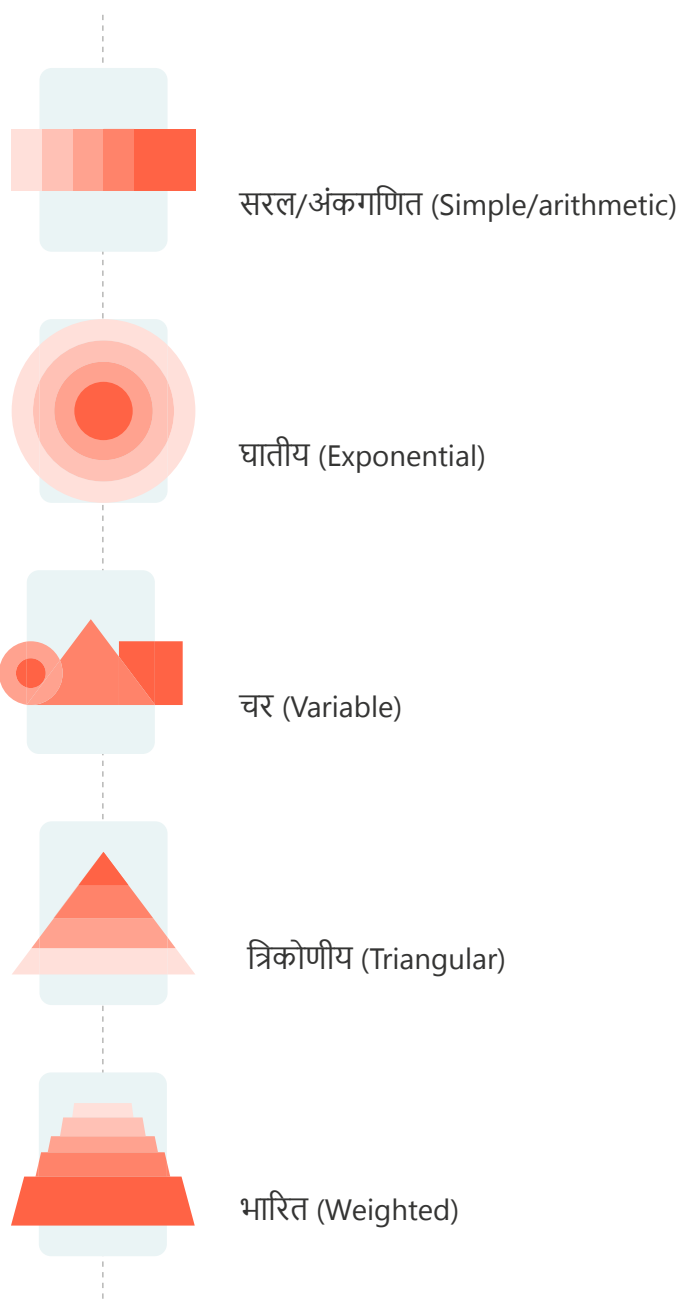 सरल/अंकगणित (Simple/arithmetic)
घातीय (Exponential)
चर (Variable)
त्रिकोणीय (Triangular)
भारित (Weighted)